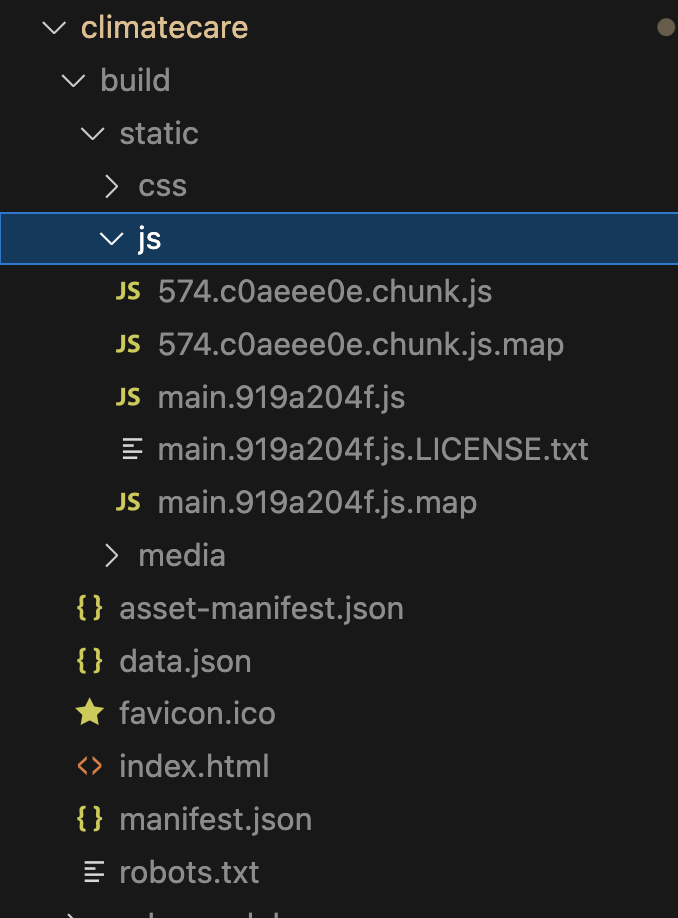 climatecare
build
static
css
js
JS 574.c0aeee0e.chunk.js
JS 574.c0aeee0e.chunk.js.map
JS main.919a204f.js
main.919a204f.js.LICENSE.txt
JS main.919a204f.js.map
media
{} asset-manifest.json
{} data.json
favicon.ico
<> index.html
{} manifest.json
robots.txt